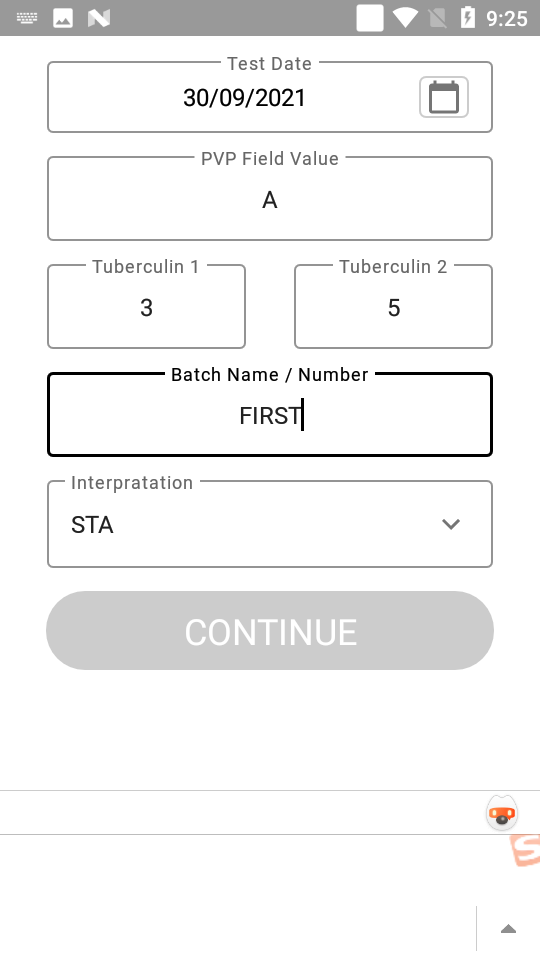 9:25
Test Date
30/09/2021
PVP Field Value
A
Tuberculin 1
Tuberculin 2
3
5
Batch Name / Number
FIRST
Interpratation
STA
CONTINUE